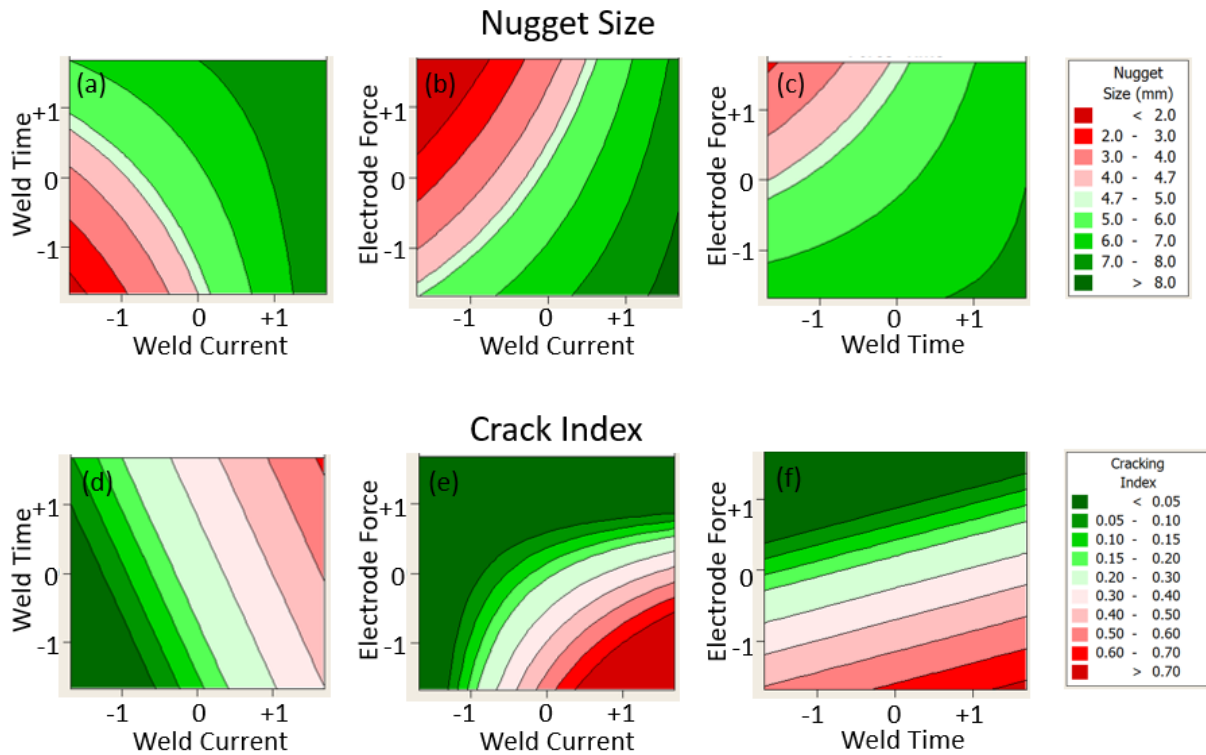 Nugget Size
(a)
Weld Time
+1
0
-1
-1 0 +1
Weld Current
(b)
Electrode Force
+1
0
-1
-1 0 +1
Weld Current
(c)
Electrode Force
+1
0
-1
-1 0 +1
Weld Time
Nugget
Size (mm)
< 2.0
2.0 - 3.0
3.0 - 4.0
4.0 - 4.7
4.7 - 5.0
5.0 - 6.0
6.0 - 7.0
7.0 - 8.0
> 8.0
Crack Index
(d)
Weld Time
+1
0
-1
-1 0 +1
Weld Current
(e)
Electrode Force
+1
0
-1
-1 0 +1
Weld Current
(f)
Electrode Force
+1
0
-1
-1 0 +1
Weld Time
Cracking
Index
< 0.05
0.05 - 0.10
0.10 - 0.15
0.15 - 0.20
0.20 - 0.30
0.30 - 0.40
0.40 - 0.50
0.50 - 0.60
0.60 - 0.70
> 0.70